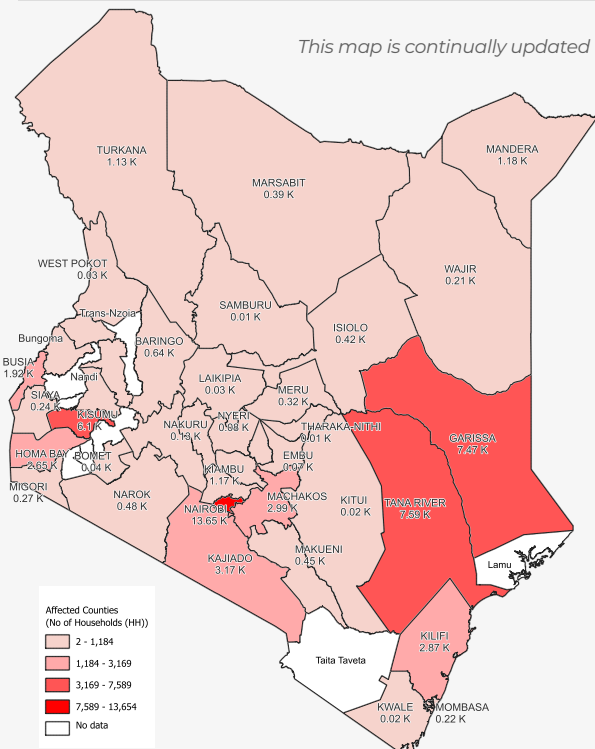 This map is continually updated
TURKANA
1.13 K
MANDERA
1.18 K
MARSABIT
0.39 K
WEST POKOT
0.03 K
WAJIR
0.21 K
SAMBURU
0.01 K
Trans-Nzoia
ISIOLO
0.42 K
Bungoma
BARINGO
0.64 K
BUSIA
1.92 K
Nandi
LAIKIPIA
0.03 K
MERU
0.32 K
SIAYA
0.24 K
KISUMU
6.1 K
NAKURU
0.13 K
NYERI
0.08 K
THARAKA-NITHI
0.01 K
GARISSA
7.47 K
HOMA BAY
2.65 K
BOMET
0.04 K
EMBU
0.07 K
KIAMBU
1.17 K
MIGORI
0.27 K
NAROK
0.48 K
NAIROBI
13.65 K
MACHAKOS
2.99 K
KITUI
0.02 K
TANA RIVER
7.59 K
KAJIADO
3.17 K
MAKUENI
0.45 K
Lamu
Affected Counties
(No of Households (HH))
2 - 1,184
1,184 - 3,169
3,169 - 7,589
7,589 - 13,654
No data
KILIFI
2.87 K
Taita Taveta
KWALE
0.02 K
MOMBASA
0.22 K